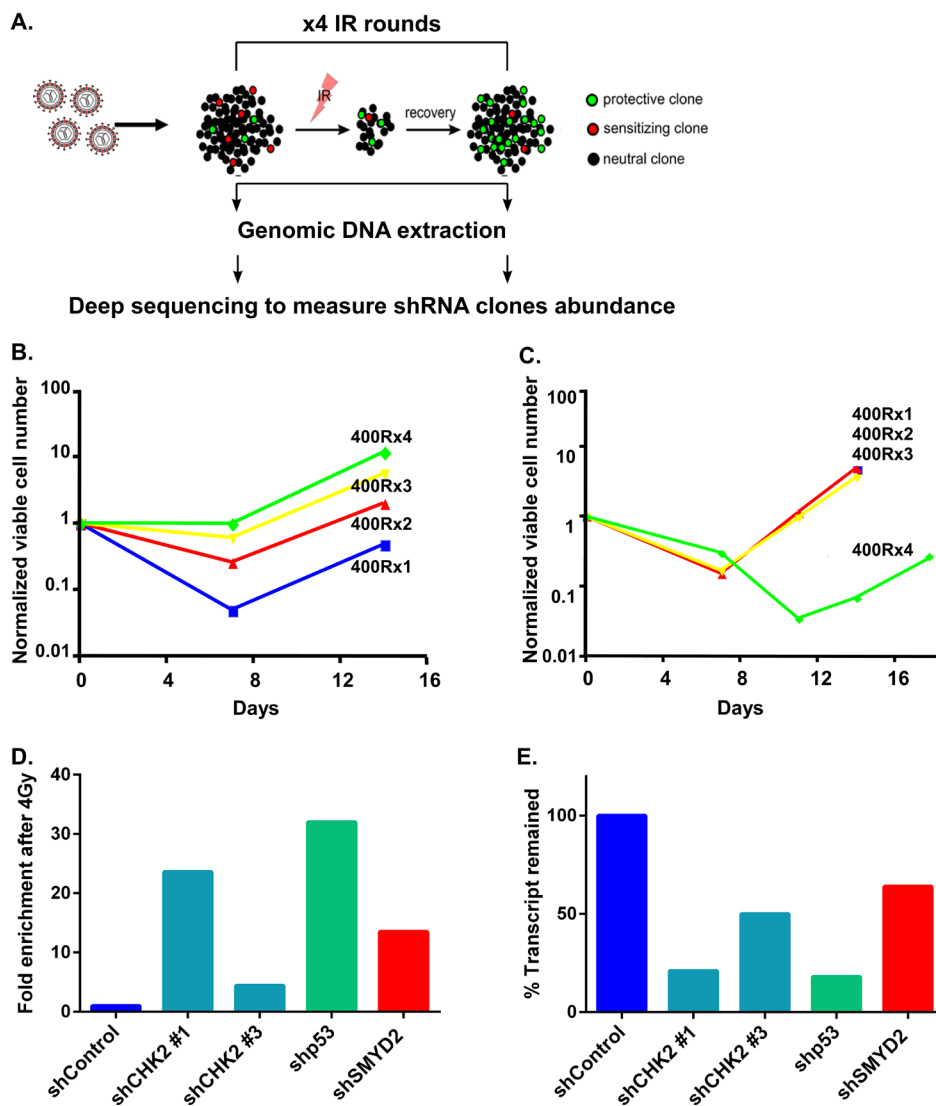 A.
x4 IR rounds
IR
recovery
protective clone
sensitizing clone
neutral clone
Genomic DNA extraction
Deep sequencing to measure shRNA clones abundance
B.
Normalized viable cell number
100
10
1
0.1
0.01
400Rx4
400Rx3
400Rx2
400Rx1
0 4 8 12 16
Days
C.
Normalized viable cell number
100
10
1
0.1
0.01
400Rx1
400Rx2
400Rx3
400Rx4
0 4 8 12 16
Days
D.
Fold enrichment after 4Gy
40
30
20
10
0
shControl
shCHK2 #1
shCHK2 #3
shp53
shSMYD2
E.
% Transcript remained
100
50
0
shControl
shCHK2 #1
shCHK2 #3
shp53
shSMYD2